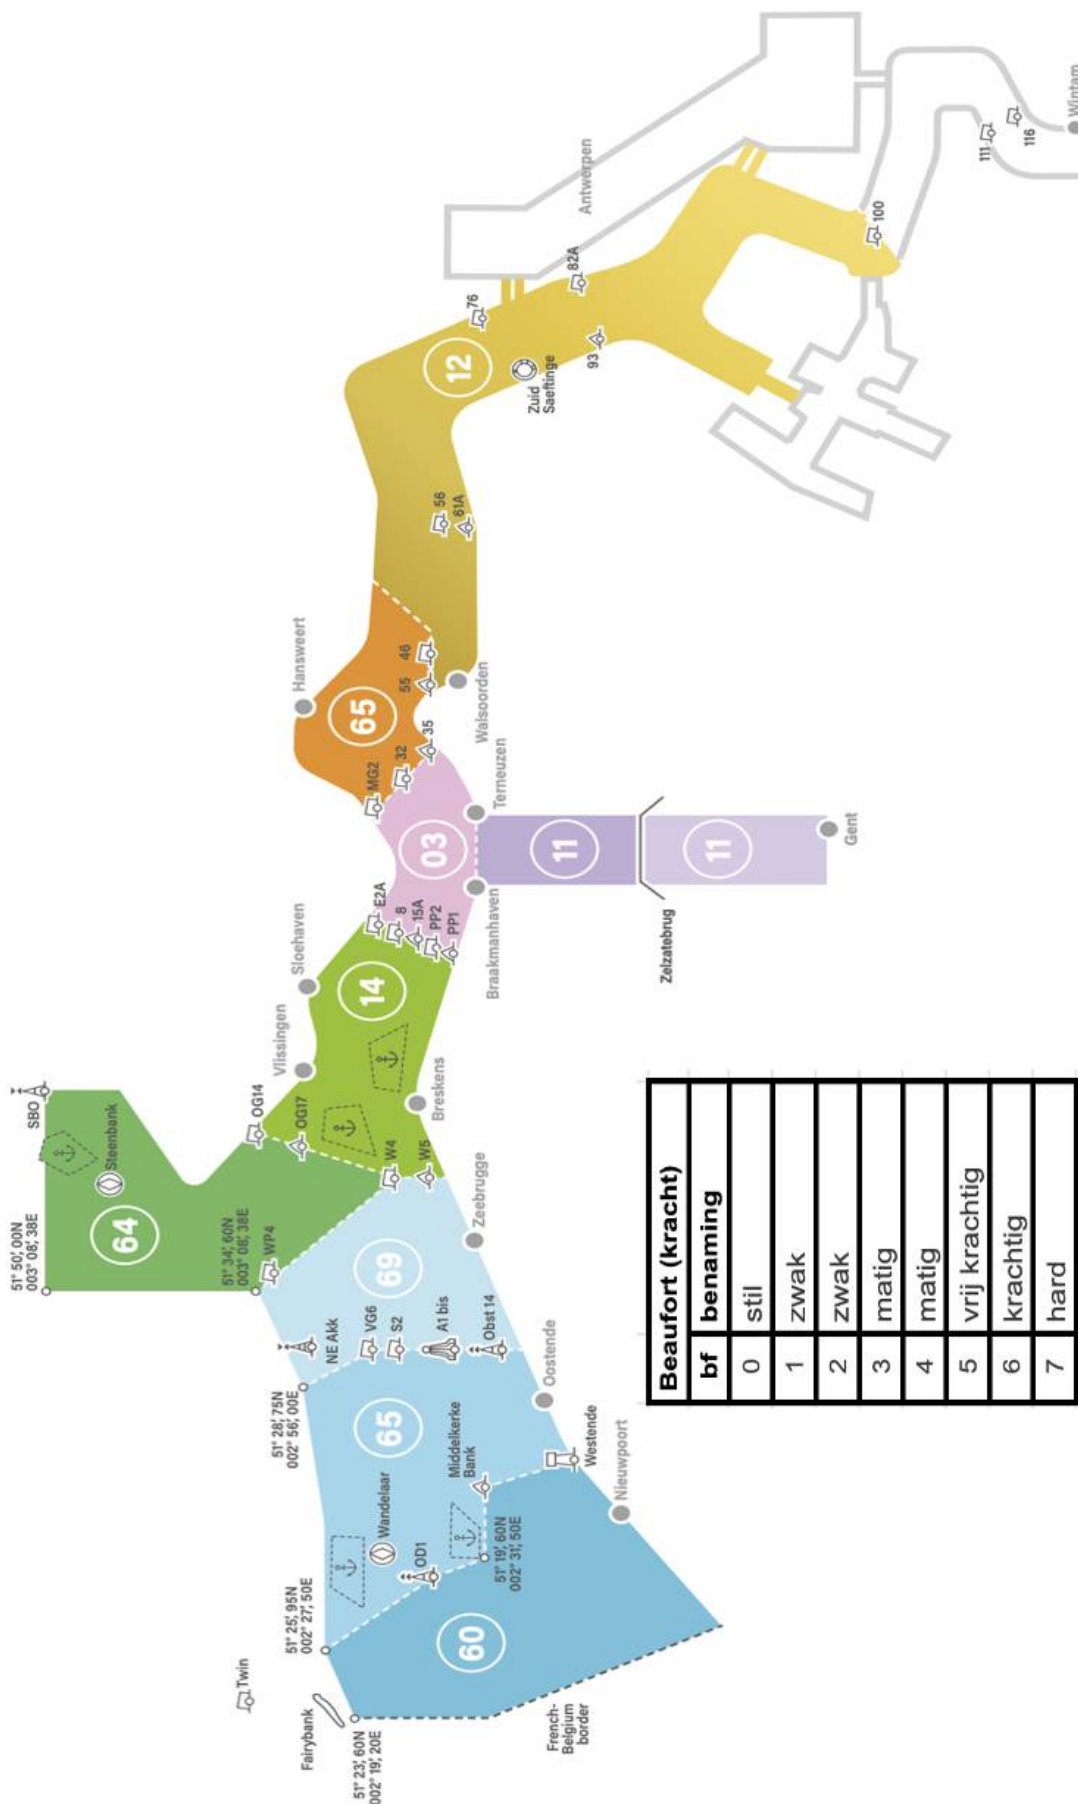 51° 50', 00N
003° 08', 38E
SBO
Steenbank
64
51° 34', 60N
003° 08', 38E
WP4
OG14
OG17
Vlissingen
Sloehaven
14
W4
W5
Breskens
Zeebrugge
69
NE Akk
VG6
S2
A1 bis
Obst 14
51° 28', 75N
002° 56', 00E
65
Oostende
Middelkerke
Bank
Westende
Nieuwpoort
Wandelaar
OD1
51° 19', 60N
002° 31', 50E
51° 25', 95N
002° 27', 50E
60
Twin
Fairybank
51° 23', 60N
002° 19', 20E
French-
Belgium
border
E2A
8
15A
PP2
PP1
Braakmanhaven
03
Terneuzen
MG2
32
35
65
Hansweert
55
46
Walsoorden
11
Zelzatebrug
11
Gent
56
61A
12
76
Zuid
Saeftinge
82A
93
Antwerpen
100
111
116
Wintam
Beaufort (kracht)
bf benaming
0 stil
1 zwak
2 zwak
3 matig
4 matig
5 vrij krachtig
6 krachtig
7 hard